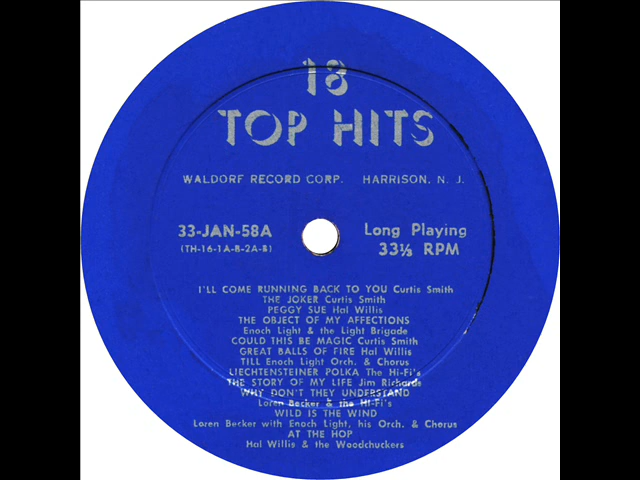 18
TOP HITS
WALDORF RECORD CORP. HARRISON, N. J.
33-JAN-58A Long Playing
(TH-16-1A-B-2A-B) 33⅓ RPM
I'LL COME RUNNING BACK TO YOU Curtis Smith
THE JOKER Curtis Smith
PEGGY SUE Hal Willis
THE OBJECT OF MY AFFECTIONS
Enoch Light & the Light Brigade
COULD THIS BE MAGIC Curtis Smith
GREAT BALLS OF FIRE Hal Willis
TILL Enoch Light Orch. & Chorus
LIECHTENSTEINER POLKA The Hi-Fi's
THE STORY OF MY LIFE Jim Richards
WHY DON'T THEY UNDERSTAND
Loren Becker & the Hi-Fi's
WILD IS THE WIND
Loren Becker with Enoch Light, his Orch. & Chorus
AT THE HOP
Hal Willis & the Woodchuckers